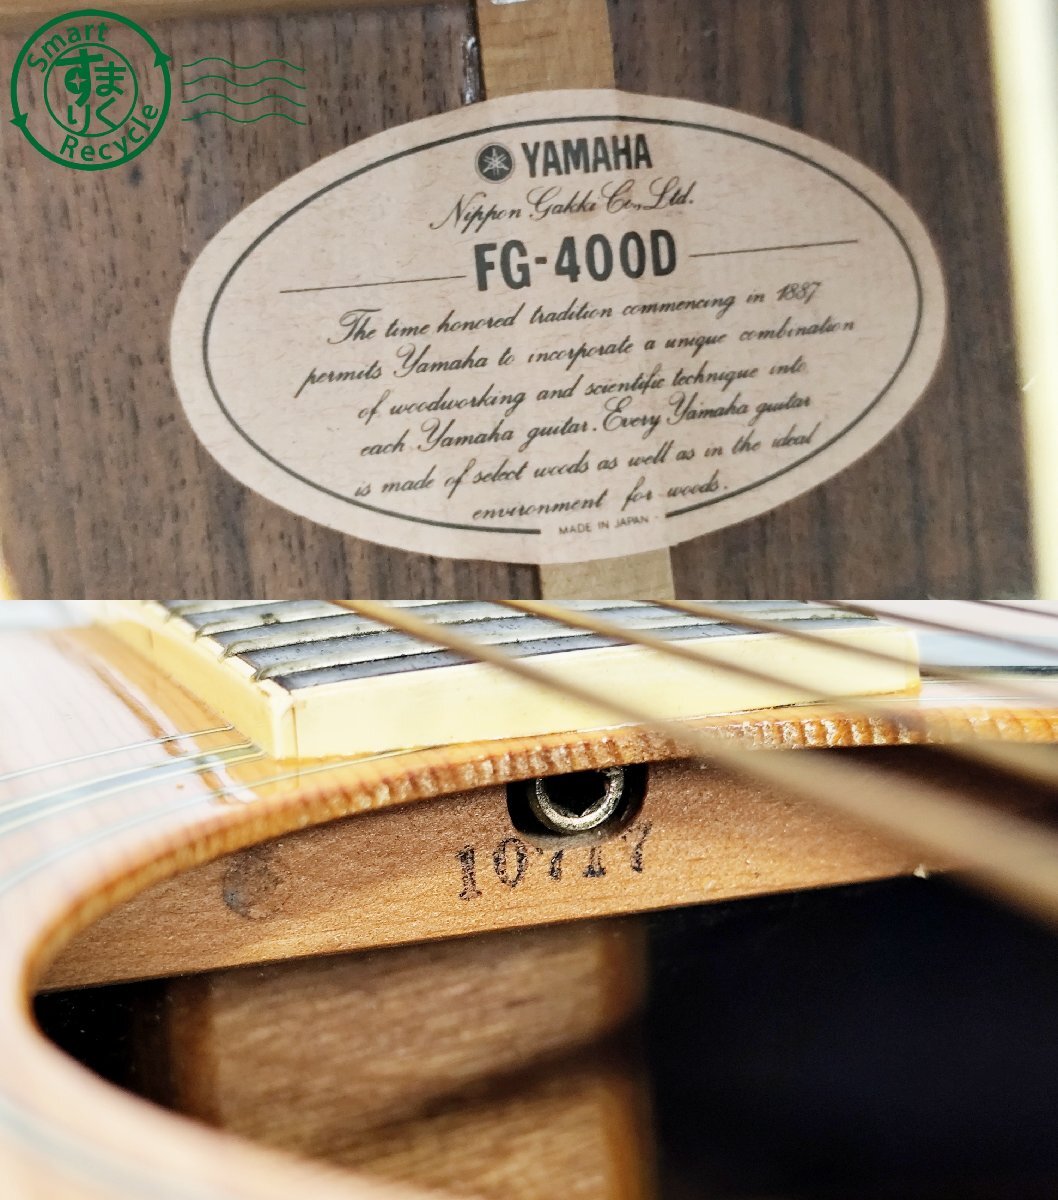 Smart
すまりく
Recycle
YAMAHA
Nippon Gakki Co., Ltd.
FG-400D
The time honored tradition commencing in 1887
permits Yamaha to incorporate a unique combination
of woodworking and scientific technique into
each Yamaha guitar. Every Yamaha guitar
is made of select woods as well as in the ideal
environment for woods.
MADE IN JAPAN
10717